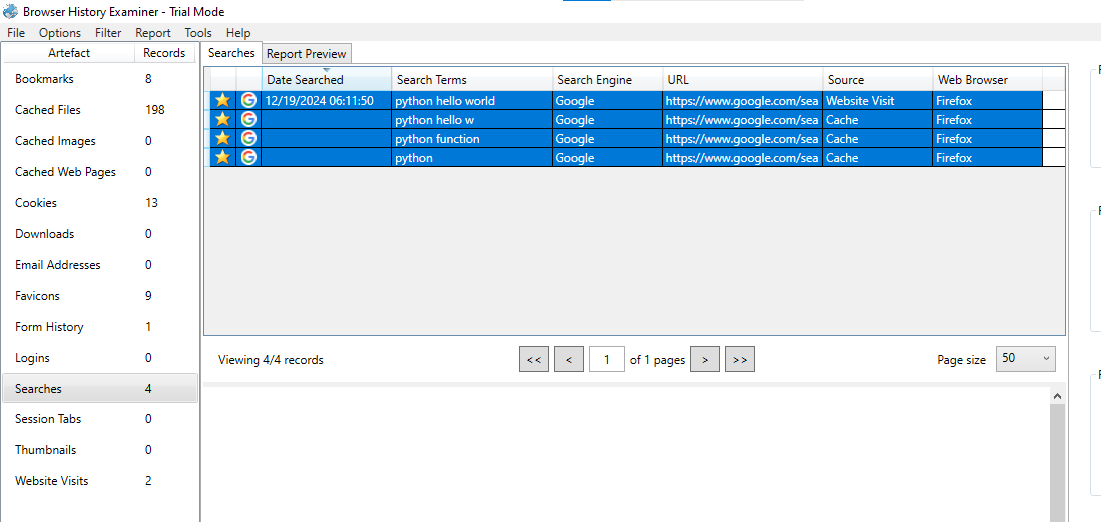 Browser History Examiner - Trial Mode
File Options Filter Report Tools Help
Artefact Records
Bookmarks 8
Cached Files 198
Cached Images 0
Cached Web Pages 0
Cookies 13
Downloads 0
Email Addresses 0
Favicons 9
Form History 1
Logins 0
Searches 4
Session Tabs 0
Thumbnails 0
Website Visits 2
Searches Report Preview
Date Searched Search Terms Search Engine URL Source Web Browser
12/19/2024 06:11:50 python hello world Google https://www.google.com/sea Website Visit Firefox
python hello w Google https://www.google.com/sea Cache Firefox
python function Google https://www.google.com/sea Cache Firefox
python Google https://www.google.com/sea Cache Firefox
Viewing 4/4 records << < 1 of 1 pages > >> Page size 50